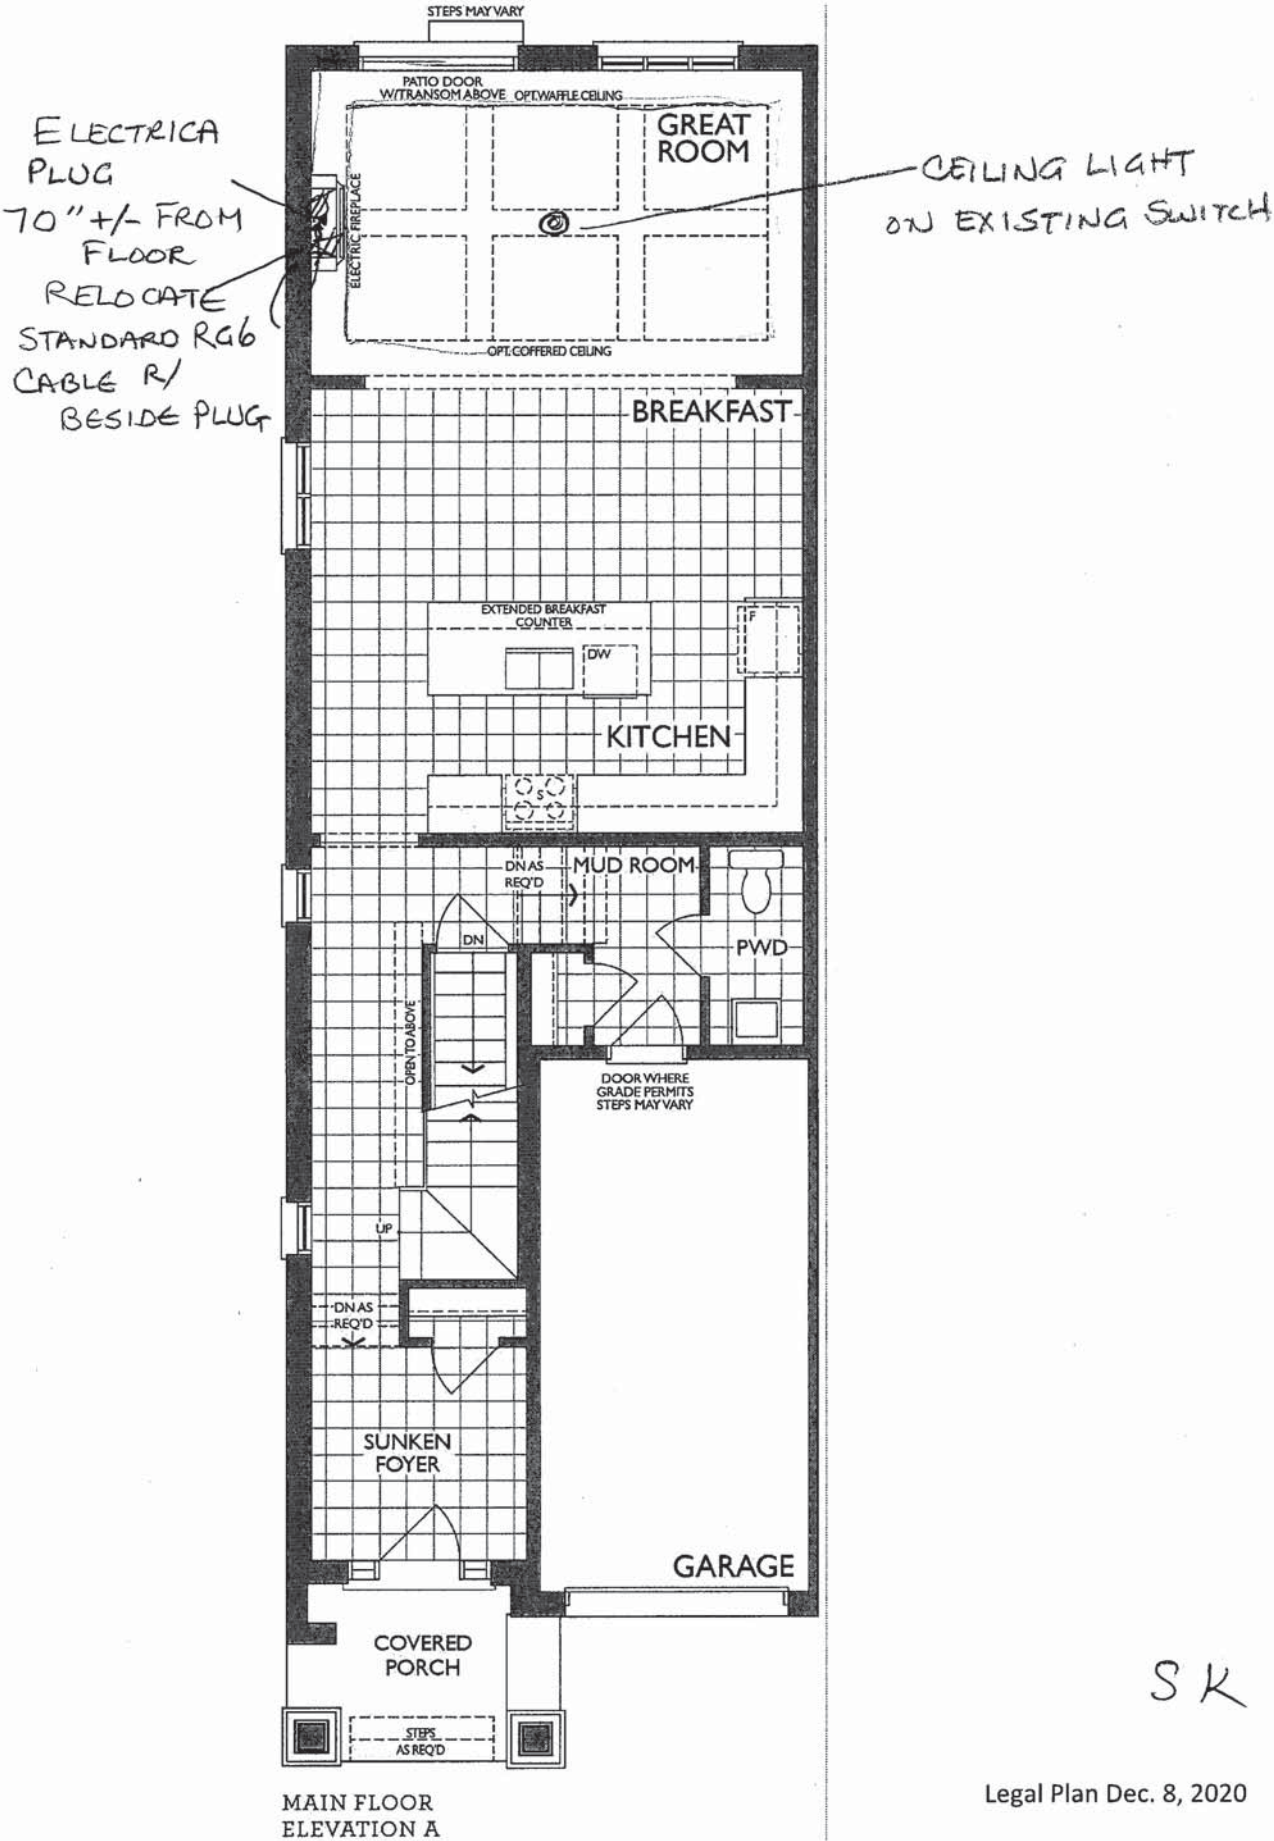 STEPS MAY VARY
PATIO DOOR
W/TRANSOM ABOVE OPT. WAFFLE CEILING
GREAT
ROOM
ELECTRICA
PLUG
70" +/- FROM
FLOOR
RELOCATE
STANDARD RG6
CABLE R/
BESIDE PLUG
ELECTRIC FIREPLACE
CEILING LIGHT
ON EXISTING SWITCH
OPT. COFFERED CEILING
BREAKFAST
EXTENDED BREAKFAST
COUNTER
F
DW
KITCHEN
S
DN AS
REQ'D
MUD ROOM
DN
PWD
OPEN TO ABOVE
DOOR WHERE
GRADE PERMITS
STEPS MAY VARY
UP
DN AS
REQ'D
SUNKEN
FOYER
GARAGE
COVERED
PORCH
STEPS
AS REQ'D
S K
MAIN FLOOR
ELEVATION A
Legal Plan Dec. 8, 2020